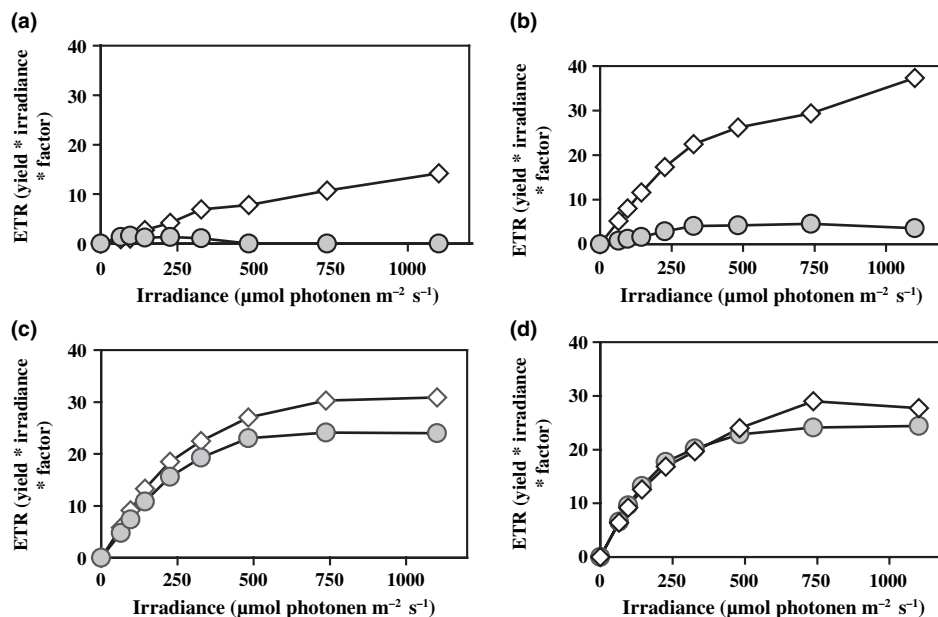 (a)
ETR (yield * irradiance
* factor)
40
30
20
10
0
0 250 500 750 1000
Irradiance (µmol photonen m⁻² s⁻¹)
(b)
ETR (yield * irradiance
* factor)
40
30
20
10
0
0 250 500 750 1000
Irradiance (µmol photonen m⁻² s⁻¹)
(c)
ETR (yield * irradiance
* factor)
40
30
20
10
0
0 250 500 750 1000
Irradiance (µmol photonen m⁻² s⁻¹)
(d)
ETR (yield * irradiance
* factor)
40
30
20
10
0
0 250 500 750 1000
Irradiance (µmol photonen m⁻² s⁻¹)